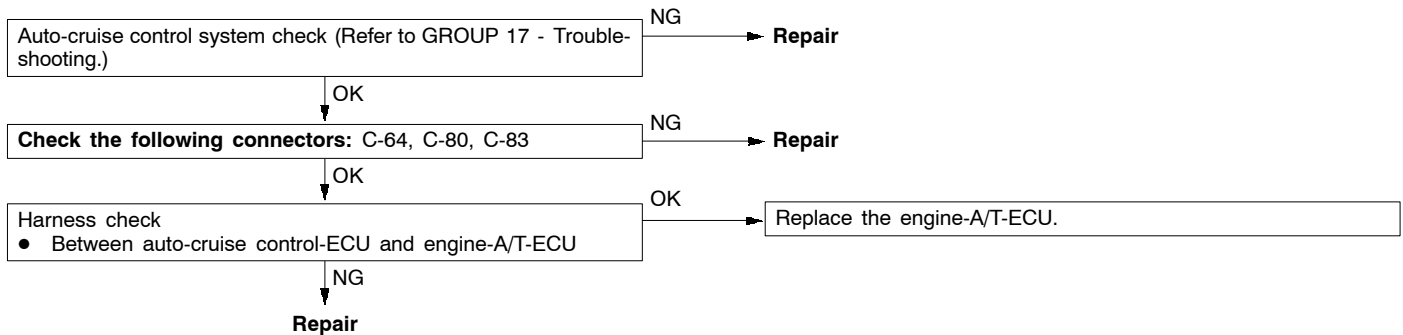 Auto-cruise control system check (Refer to GROUP 17 - Trouble-
shooting.)
NG
Repair
OK
Check the following connectors: C-64, C-80, C-83
NG
Repair
OK
Harness check
● Between auto-cruise control-ECU and engine-A/T-ECU
OK
Replace the engine-A/T-ECU.
NG
Repair